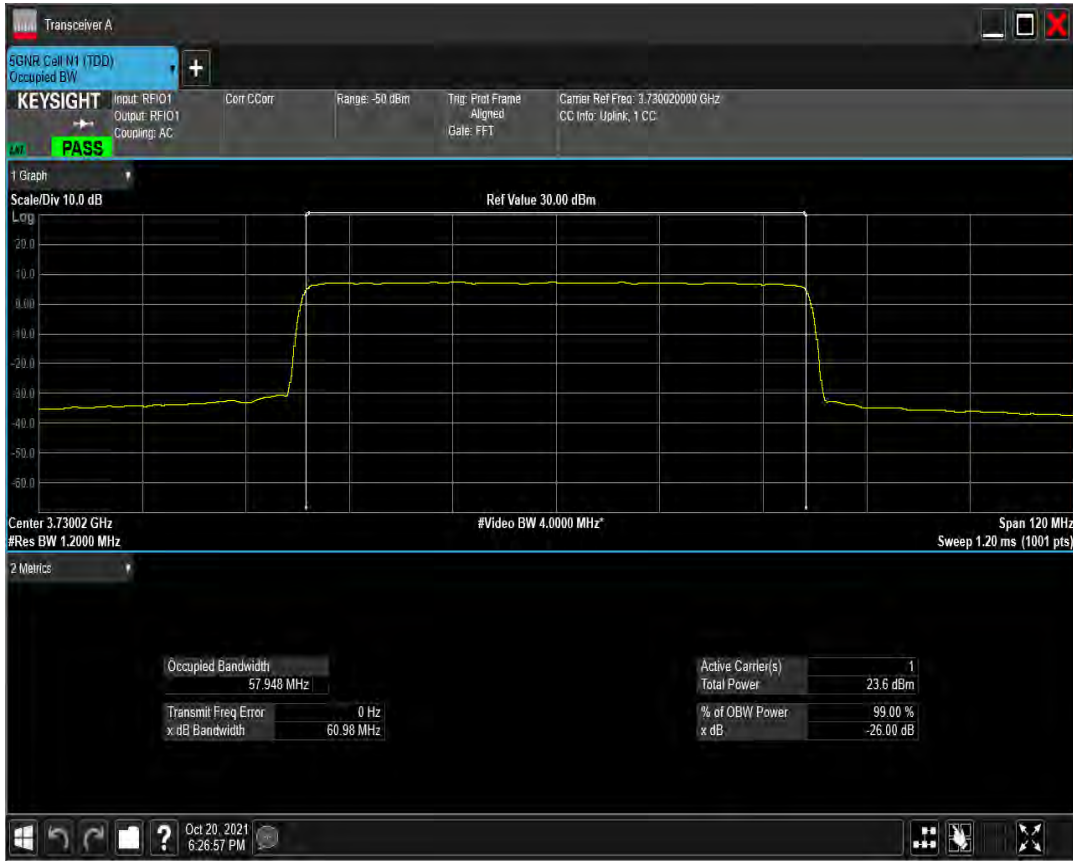 Transceiver A
5GNR Cell N1 (TDD)
Occupied BW
+
KEYSIGHT
Input: RFIO1
Output: RFIO1
Coupling: AC
Corr CCorr
Range: -50 dBm
Trig: Prot Frame
Aligned
Gate: FFT
Carrier Ref Freq: 3.730020000 GHz
CC Info: Uplink, 1 CC
PASS
1 Graph
Scale/Div 10.0 dB
Ref Value 30.00 dBm
Log
20.0
10.0
0.00
-10.0
-20.0
-30.0
-40.0
-50.0
-60.0
Center 3.73002 GHz
#Video BW 4.0000 MHz*
Span 120 MHz
#Res BW 1.2000 MHz
Sweep 1.20 ms (1001 pts)
2 Metrics
Occupied Bandwidth
57.948 MHz
Transmit Freq Error 0 Hz
x dB Bandwidth 60.98 MHz
Active Carrier(s) 1
Total Power 23.6 dBm
% of OBW Power 99.00 %
x dB -26.00 dB
?
Oct 20, 2021
6:26:57 PM